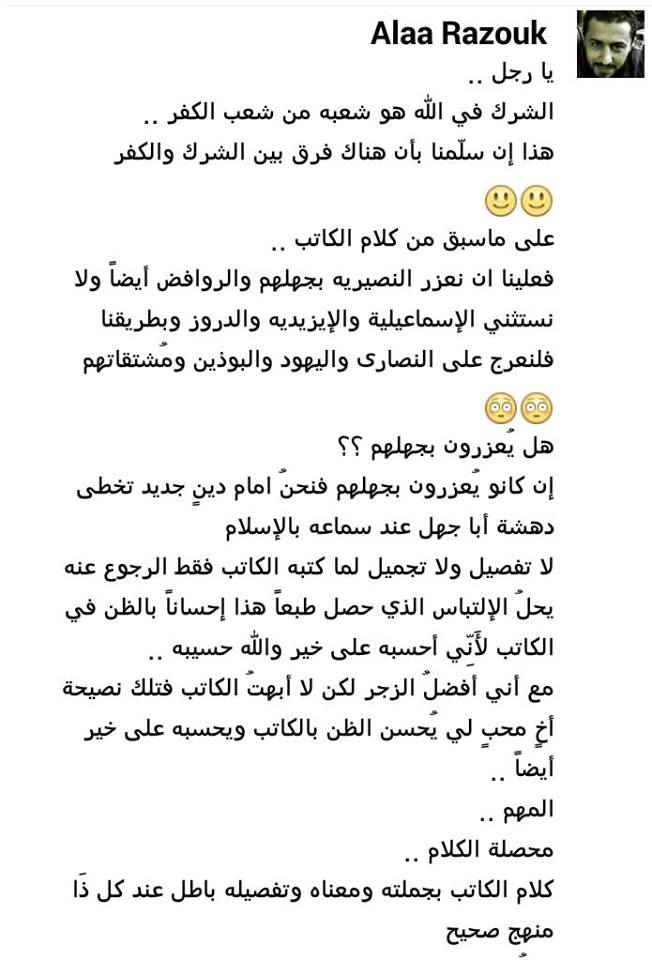 Alaa Razouk
يا رجل ..
الشرك في الله هو شعبه من شعب الكفر ..
هذا إن سلّمنا بأن هناك فرق بين الشرك والكفر
🙂🙂
على ماسبق من كلام الكاتب ..
فعلينا ان نعزر النصيريه بجهلهم والروافض أيضاً ولا
نستثني الإسماعيلية والإيزيديه والدروز وبطريقنا
فلنعرج على النصارى واليهود والبوذين ومُشتقاتهم
😳😳
هل يُعزرون بجهلهم ؟؟
إن كانو يُعزرون بجهلهم فنحنُ امام دينٍ جديد تخطى
دهشة أبا جهل عند سماعه بالإسلام
لا تفصيل ولا تجميل لما كتبه الكاتب فقط الرجوع عنه
يحلُ الإلتباس الذي حصل طبعاً هذا إحساناً بالظن في
الكاتب لأَنِّي أحسبه على خير والله حسيبه ..
مع أني أفضلُ الزجر لكن لا أبهتُ الكاتب فتلك نصيحة
أخٍ محبٍ لي يُحسن الظن بالكاتب ويحسبه على خير
أيضاً ..
المهم ..
محصلة الكلام ..
كلام الكاتب بجملته ومعناه وتفصيله باطل عند كل ذَا
منهج صحيح